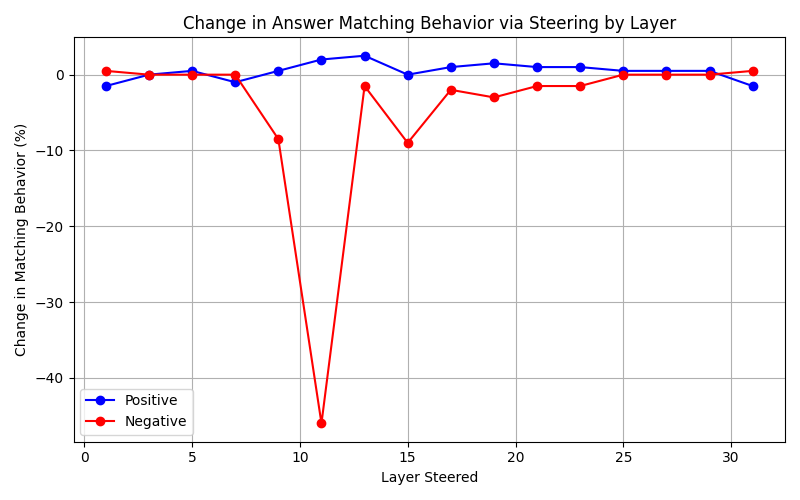 Change in Answer Matching Behavior via Steering by Layer
Change in Matching Behavior (%)
0
−10
−20
−30
−40
Positive
Negative
0 5 10 15 20 25 30
Layer Steered